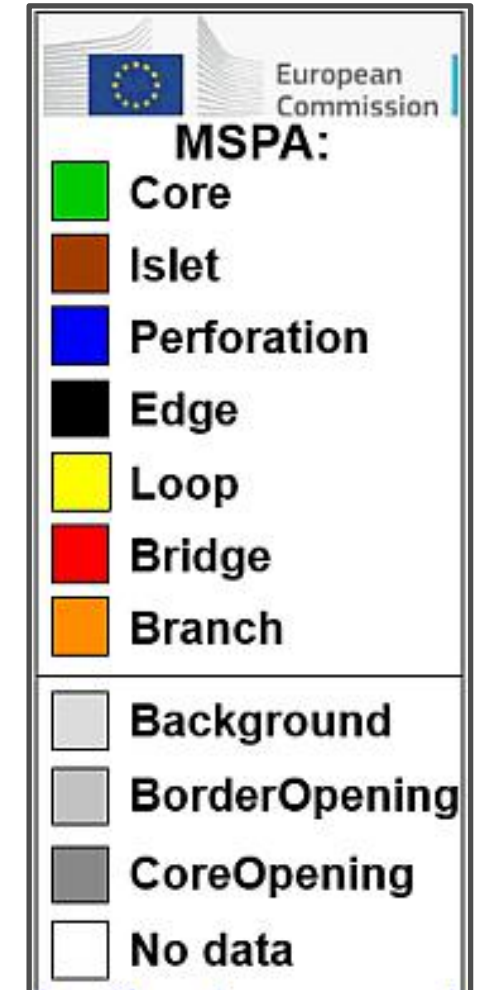 European
Commission
MSPA:
Core
Islet
Perforation
Edge
Loop
Bridge
Branch
Background
BorderOpening
CoreOpening
No data